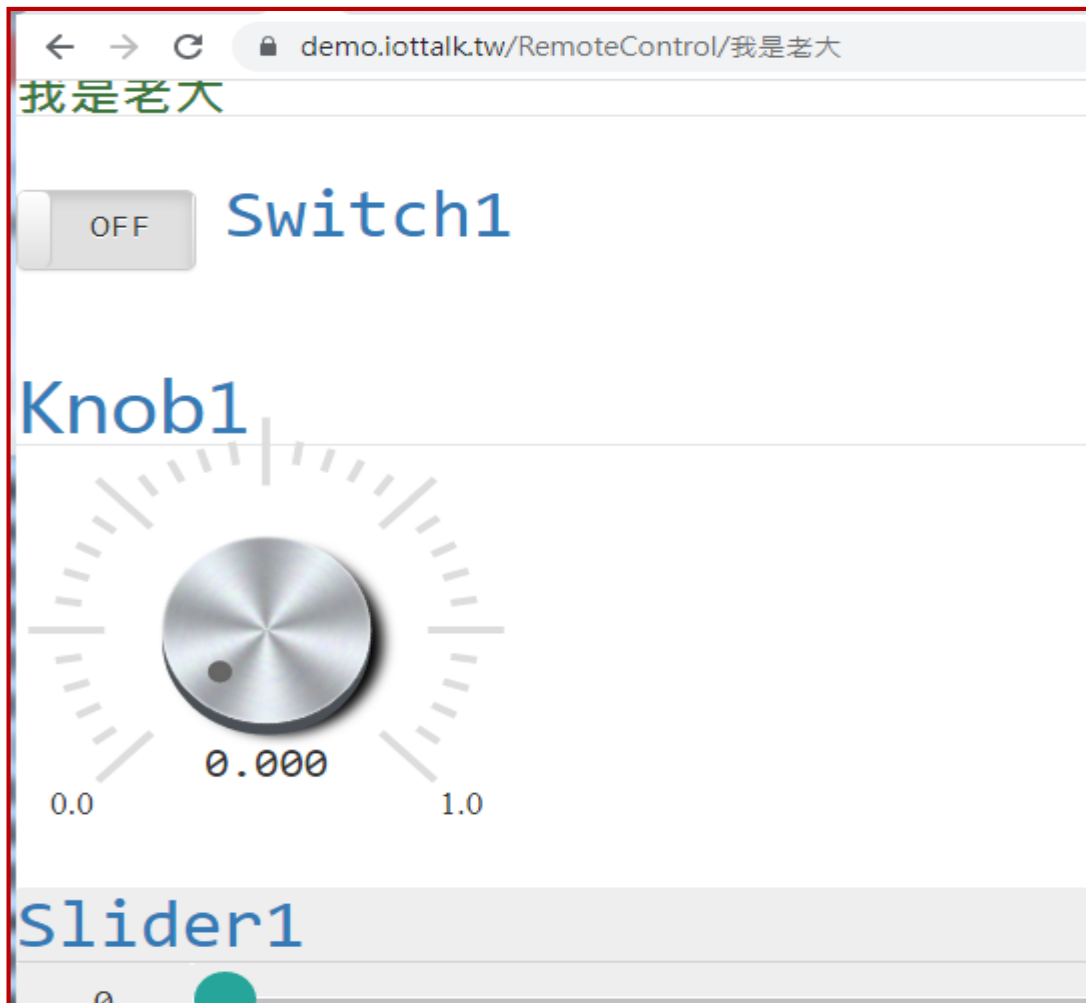 demo.iottalk.tw/RemoteControl/我是老大
我是老大
OFF Switch1
Knob1
0.000
0.0 1.0
Slider1
0